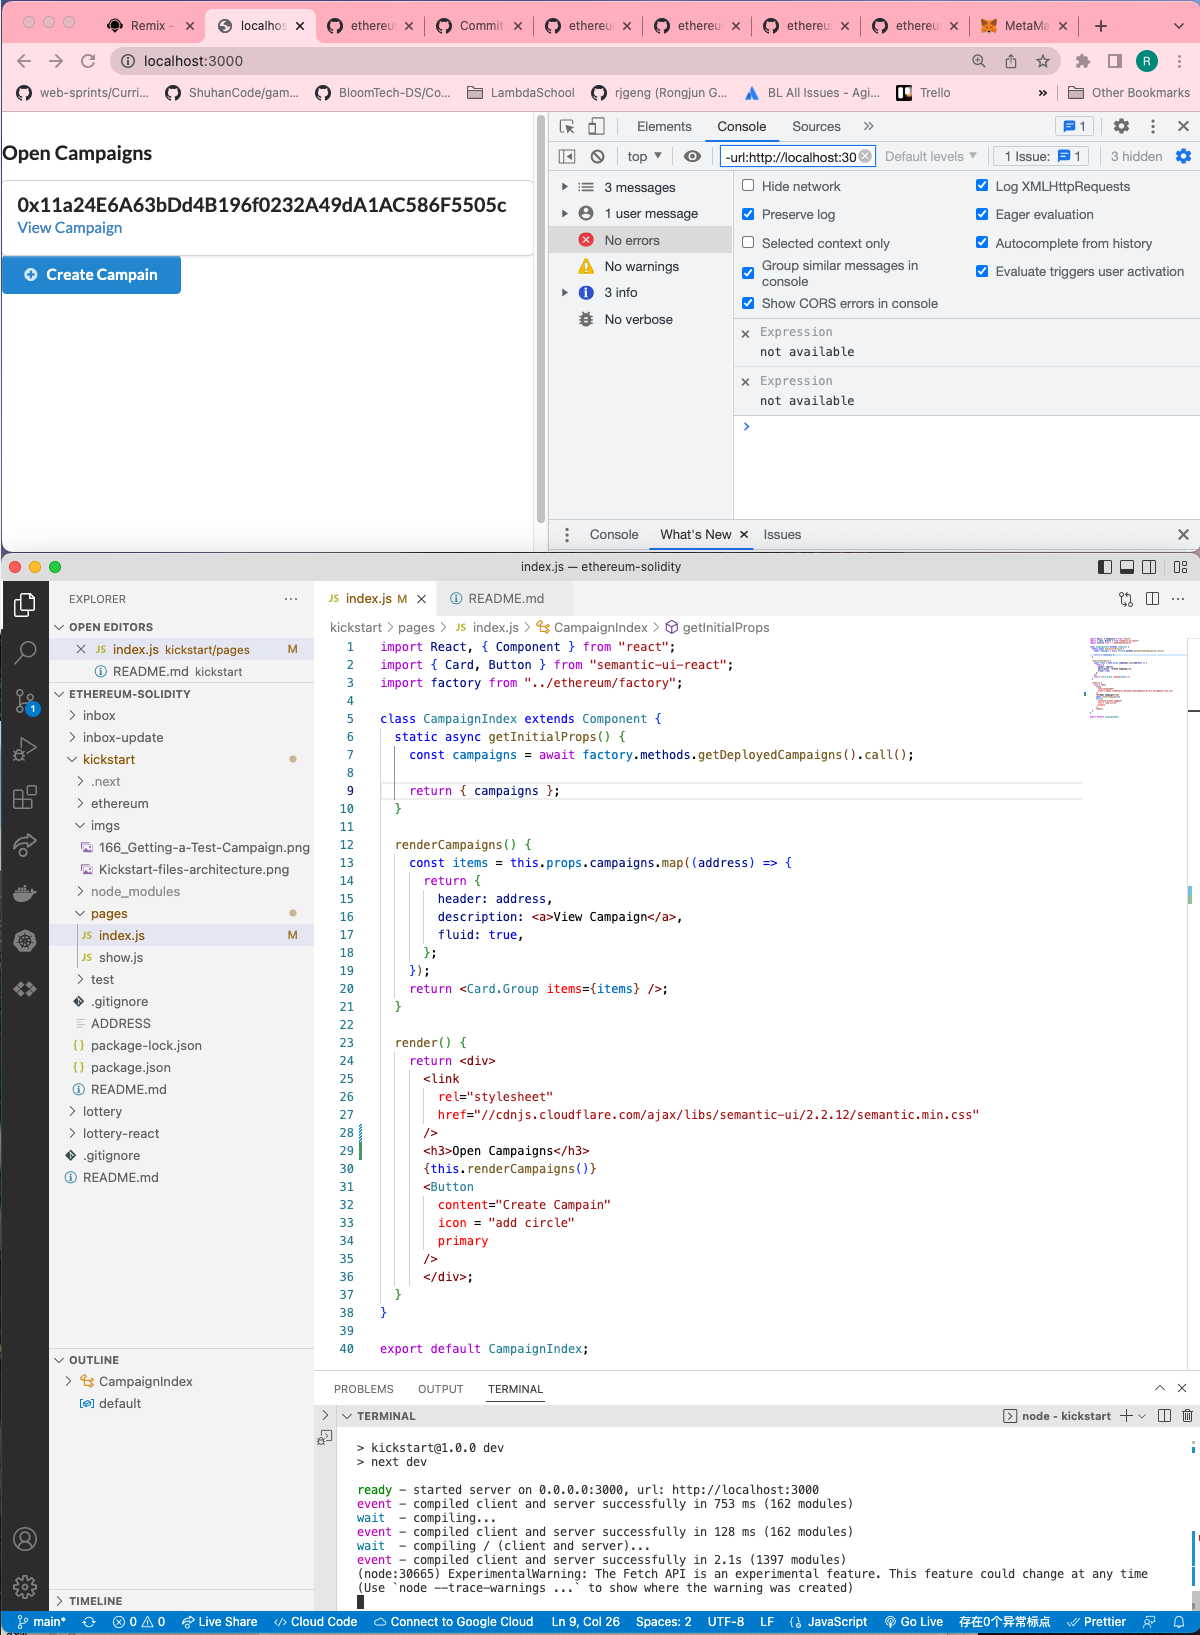 Remix -
localhos
ethereu
Commit
ethereu
ethereu
ethereu
ethereu
MetaMa
localhost:3000
R
web-sprints/Curri...
ShuhanCode/gam...
BloomTech-DS/Co...
LambdaSchool
rjgeng (Rongjun G...
BL All Issues - Agi...
Trello
»
Other Bookmarks
Open Campaigns
0x11a24E6A63bDd4B196f0232A49dA1AC586F5505c
View Campaign
Create Campain
Elements
Console
Sources
1
top
-url:http://localhost:30
Default levels
1 Issue:
1
3 hidden
3 messages
1 user message
No errors
No warnings
3 info
No verbose
Hide network
Preserve log
Selected context only
Group similar messages in
console
Show CORS errors in console
Log XMLHttpRequests
Eager evaluation
Autocomplete from history
Evaluate triggers user activation
Expression
not available
Expression
not available
Console
What's New
Issues
index.js — ethereum-solidity
EXPLORER
OPEN EDITORS
index.js kickstart/pages M
README.md kickstart
ETHEREUM-SOLIDITY
inbox
inbox-update
kickstart
.next
ethereum
imgs
166_Getting-a-Test-Campaign.png
Kickstart-files-architecture.png
node_modules
pages
JS index.js M
JS show.js
test
.gitignore
ADDRESS
package-lock.json
package.json
README.md
lottery
lottery-react
.gitignore
README.md
OUTLINE
CampaignIndex
default
TIMELINE
1
JS index.js M
README.md
kickstart > pages > JS index.js > CampaignIndex > getInitialProps
1 import React, { Component } from "react";
2 import { Card, Button } from "semantic-ui-react";
3 import factory from "../ethereum/factory";
4
5 class CampaignIndex extends Component {
6 static async getInitialProps() {
7 const campaigns = await factory.methods.getDeployedCampaigns().call();
8
9 return { campaigns };
10 }
11
12 renderCampaigns() {
13 const items = this.props.campaigns.map((address) => {
14 return {
15 header: address,
16 description: <a>View Campaign</a>,
17 fluid: true,
18 };
19 });
20 return <Card.Group items={items} />;
21 }
22
23 render() {
24 return <div>
25 <link
26 rel="stylesheet"
27 href="//cdnjs.cloudflare.com/ajax/libs/semantic-ui/2.2.12/semantic.min.css"
28 />
29 <h3>Open Campaigns</h3>
30 {this.renderCampaigns()}
31 <Button
32 content="Create Campain"
33 icon = "add circle"
34 primary
35 />
36 </div>;
37 }
38 }
39
40 export default CampaignIndex;
PROBLEMS
OUTPUT
TERMINAL
TERMINAL
node - kickstart
> kickstart@1.0.0 dev
> next dev
ready - started server on 0.0.0.0:3000, url: http://localhost:3000
event - compiled client and server successfully in 753 ms (162 modules)
wait - compiling...
event - compiled client and server successfully in 128 ms (162 modules)
wait - compiling / (client and server)...
event - compiled client and server successfully in 2.1s (1397 modules)
(node:30665) ExperimentalWarning: The Fetch API is an experimental feature. This feature could change at any time
(Use `node --trace-warnings ...` to show where the warning was created)
main*
0
0
Live Share
Cloud Code
Connect to Google Cloud
Ln 9, Col 26
Spaces: 2
UTF-8
LF
JavaScript
Go Live
存在0个异常标点
Prettier